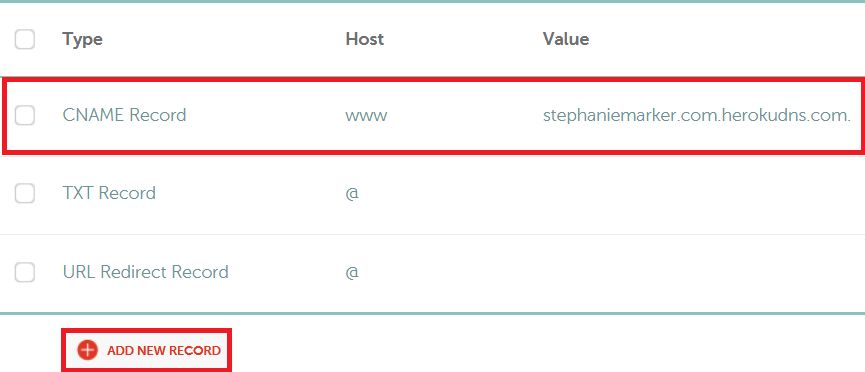 Type Host Value
CNAME Record www stephaniemarker.com.herokudns.com.
TXT Record @
URL Redirect Record @
ADD NEW RECORD